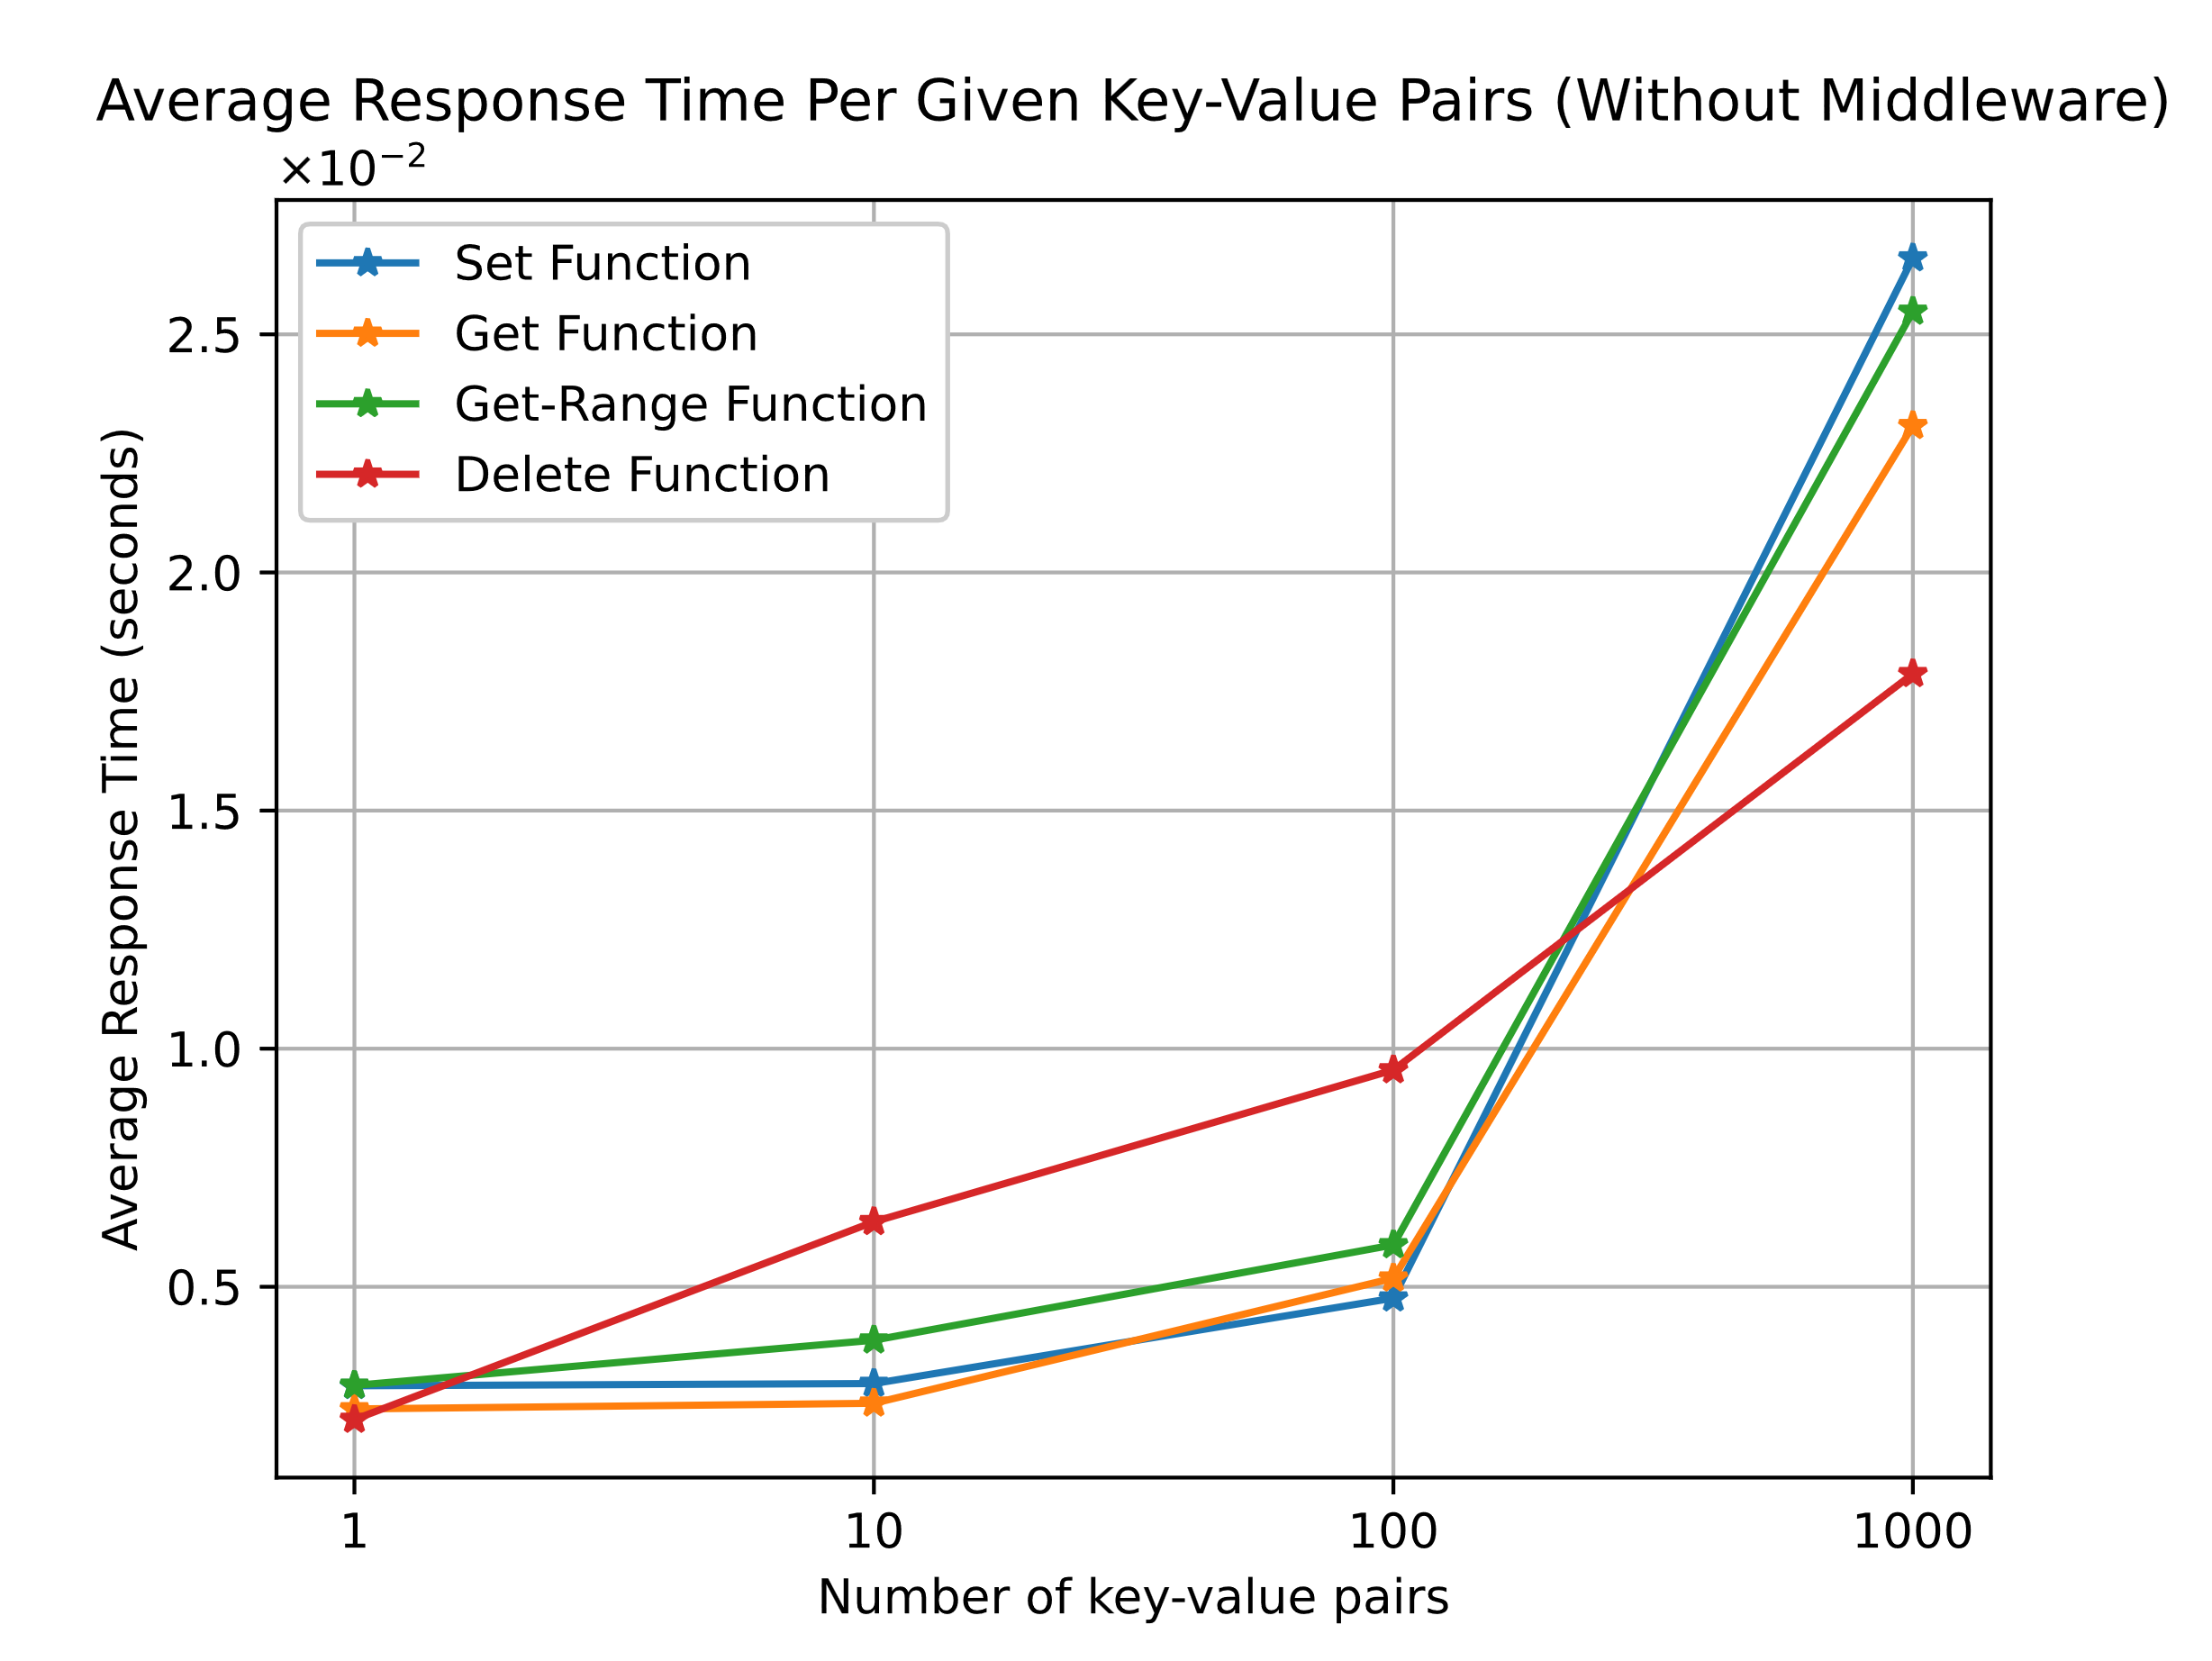 Average Response Time Per Given Key-Value Pairs (Without Middleware)
×10⁻²
Set Function
Get Function
Get-Range Function
Delete Function
2.5
2.0
1.5
1.0
0.5
Average Response Time (seconds)
1 10 100 1000
Number of key-value pairs